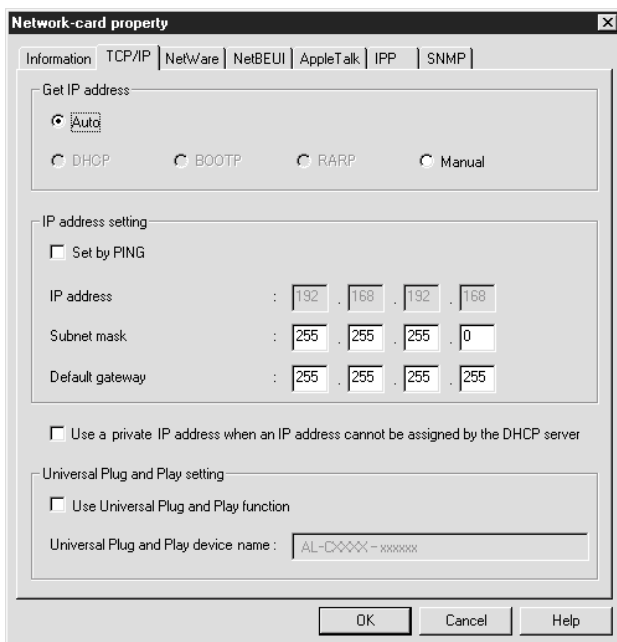 Network-card property
Information TCP/IP NetWare NetBEUI AppleTalk IPP SNMP
Get IP address
Auto
DHCP BOOTP RARP Manual
IP address setting
Set by PING
IP address : 192 . 168 . 192 . 168
Subnet mask : 255 . 255 . 255 . 0
Default gateway : 255 . 255 . 255 . 255
Use a private IP address when an IP address cannot be assigned by the DHCP server
Universal Plug and Play setting
Use Universal Plug and Play function
Universal Plug and Play device name : AL-CXXXX-xxxxxx
OK Cancel Help